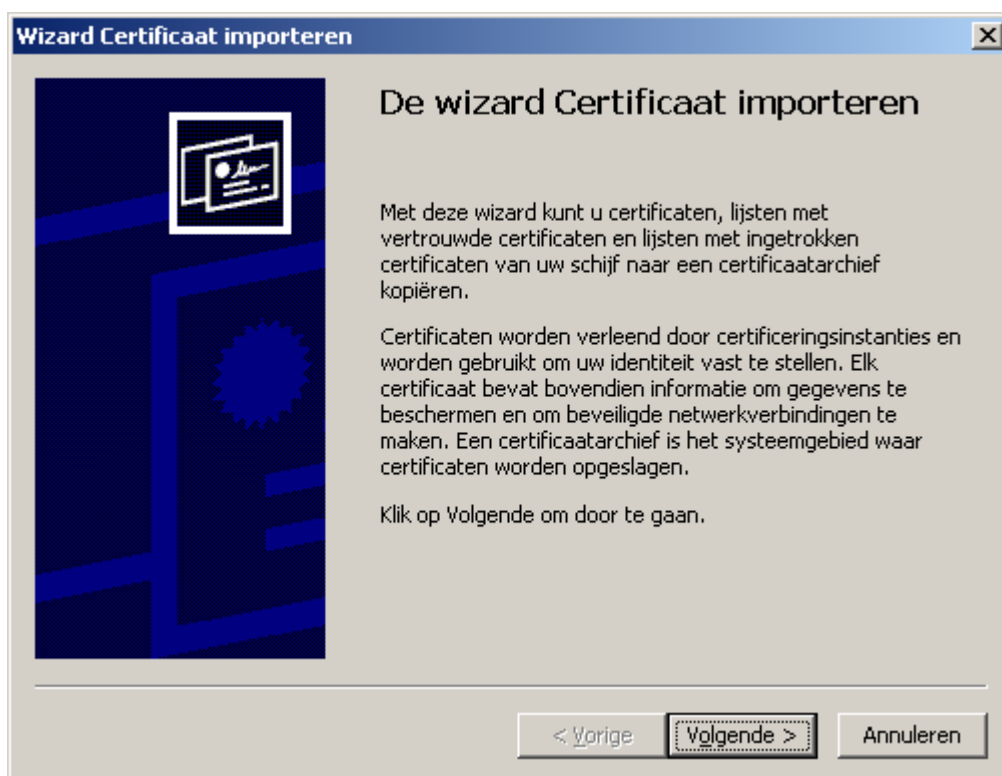 Wizard Certificaat importeren
De wizard Certificaat importeren
Met deze wizard kunt u certificaten, lijsten met
vertrouwde certificaten en lijsten met ingetrokken
certificaten van uw schijf naar een certificaatarchief
kopiëren.
Certificaten worden verleend door certificeringsinstanties en
worden gebruikt om uw identiteit vast te stellen. Elk
certificaat bevat bovendien informatie om gegevens te
beschermen en om beveiligde netwerkverbindingen te
maken. Een certificaatarchief is het systeemgebied waar
certificaten worden opgeslagen.
Klik op Volgende om door te gaan.
< Vorige
Volgende >
Annuleren